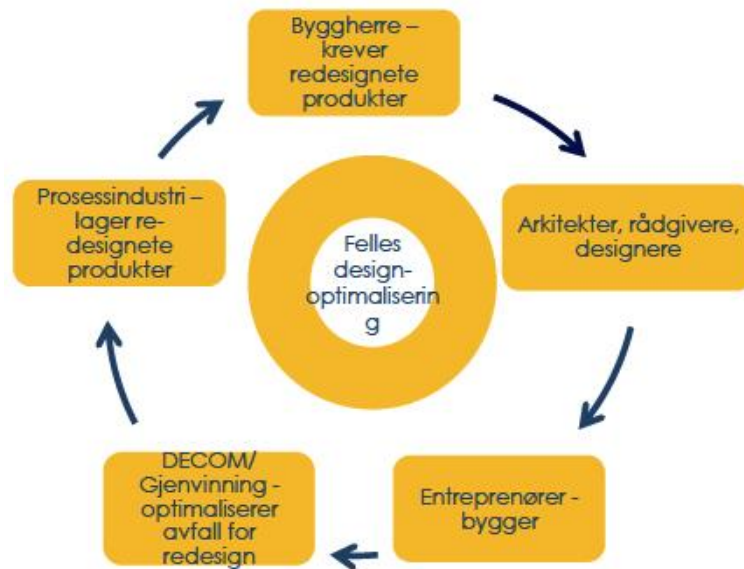 Byggherre –
krever
redesignete
produkter
Arkitekter, rådgivere,
designere
Entreprenører -
bygger
DECOM/
Gjenvinning -
optimaliserer
avfall for
redesign
Prosessindustri –
lager re-
designete
produkter
Felles
design-
optimaliserin
g